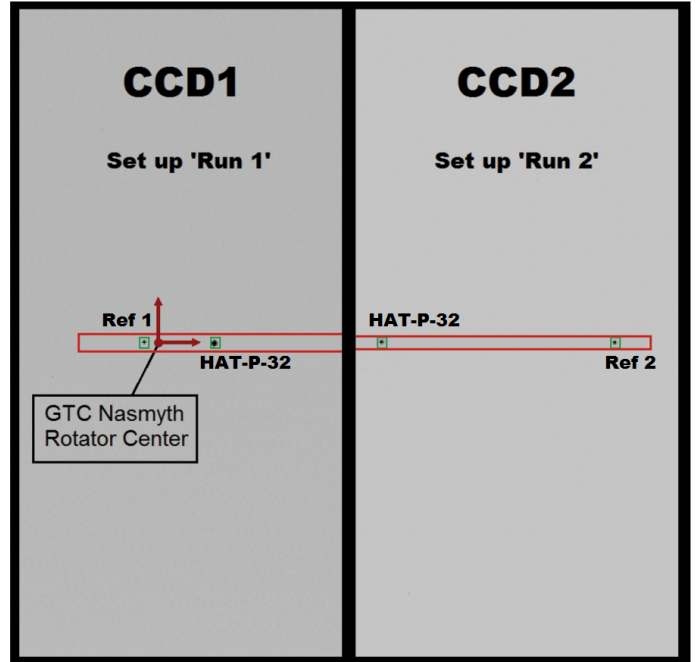 CCD1
CCD2
Set up 'Run 1'
Set up 'Run 2'
Ref 1
HAT-P-32
HAT-P-32
Ref 2
GTC Nasmyth
Rotator Center